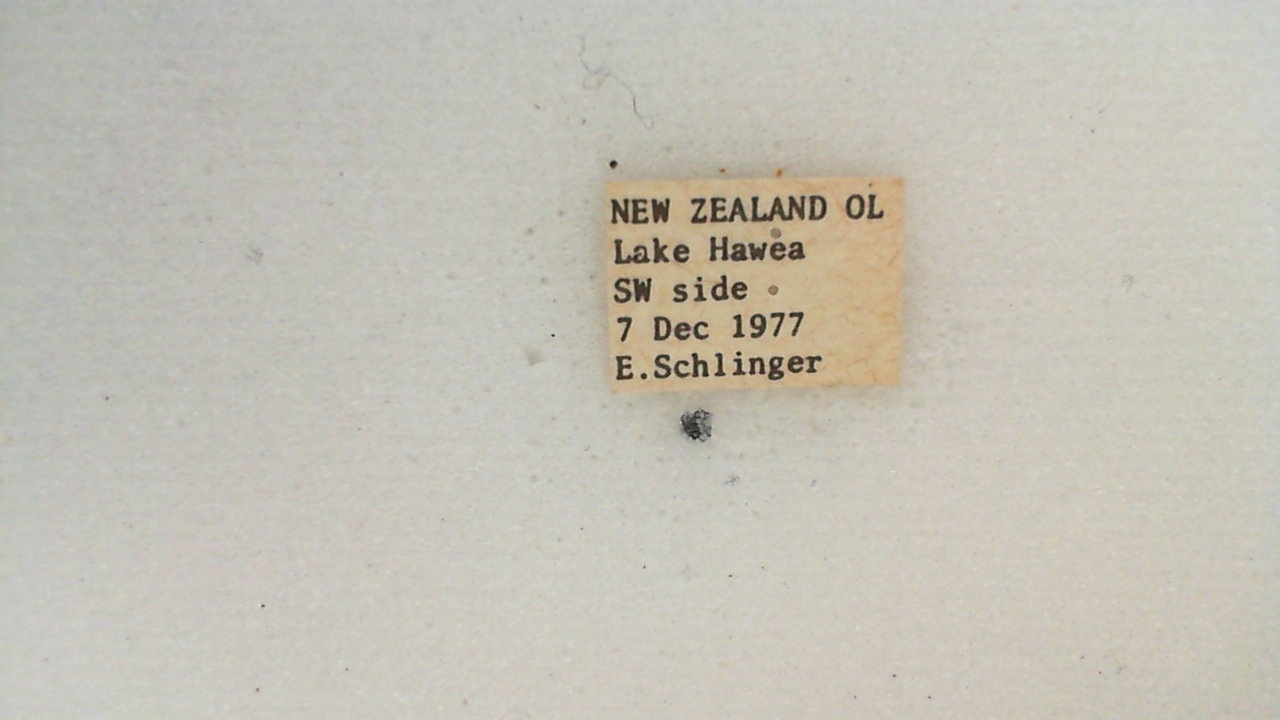 NEW ZEALAND OL
Lake Hawea
SW side
7 Dec 1977
E.Schlinger